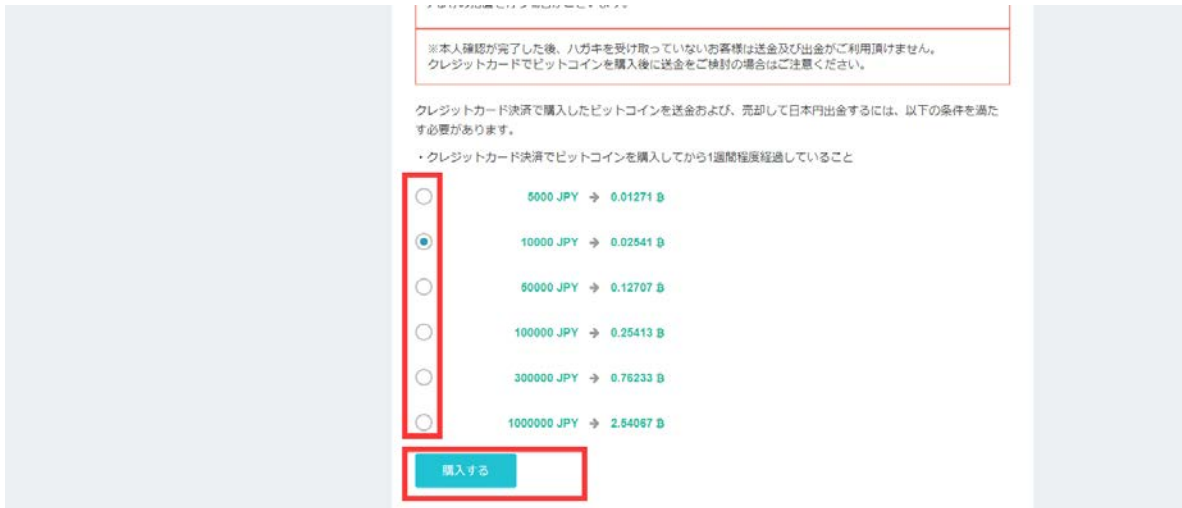 ※本人確認が完了した後、ハガキを受け取っていないお客様は送金及び出金がご利用頂けません。
クレジットカードでビットコインを購入後に送金をご検討の場合はご注意ください。
クレジットカード決済で購入したビットコインを送金および、売却して日本円出金するには、以下の条件を満た
す必要があります。
・クレジットカード決済でビットコインを購入してから1週間程度経過していること
5000 JPY → 0.01271 ₿
10000 JPY → 0.02541 ₿
50000 JPY → 0.12707 ₿
100000 JPY → 0.25413 ₿
300000 JPY → 0.76233 ₿
1000000 JPY → 2.54067 ₿
購入する